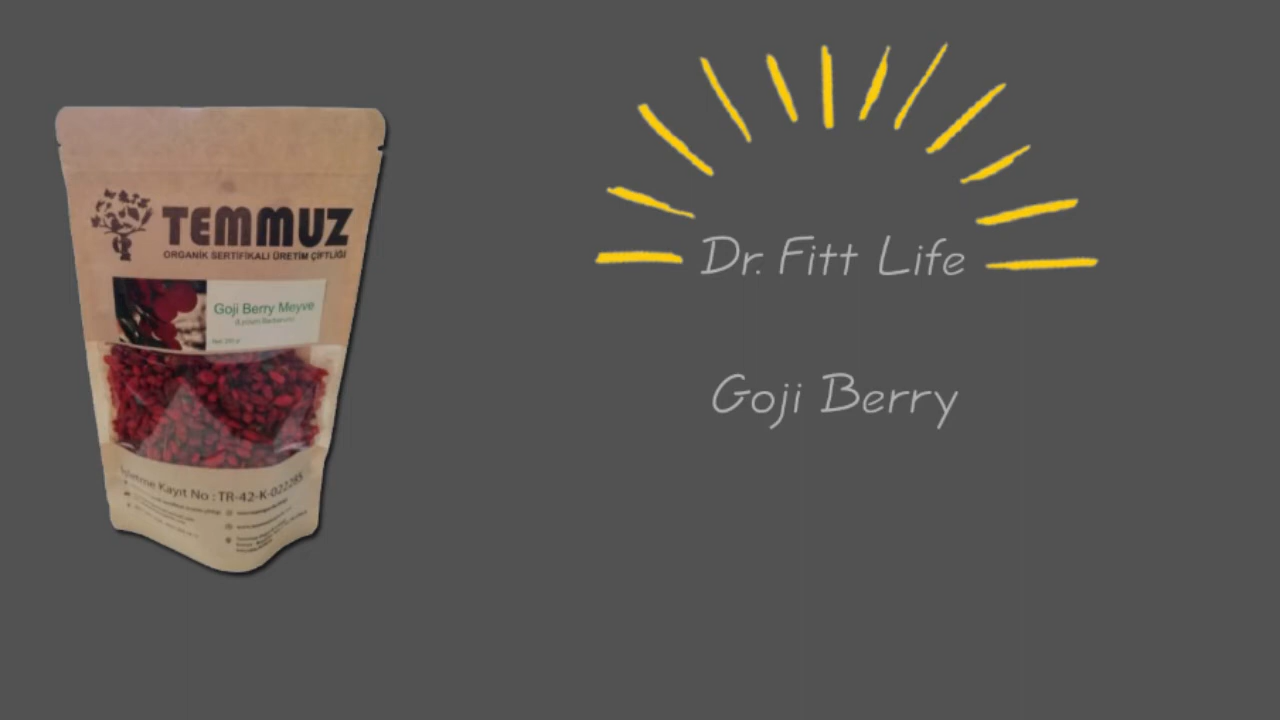 TEMMUZ
ORGANİK SERTİFİKALI ÜRETİM ÇİFTLİĞİ
Goji Berry Meyve
İşletme Kayıt No : TR-42-K-022285
Dr. Fitt Life
Goji Berry